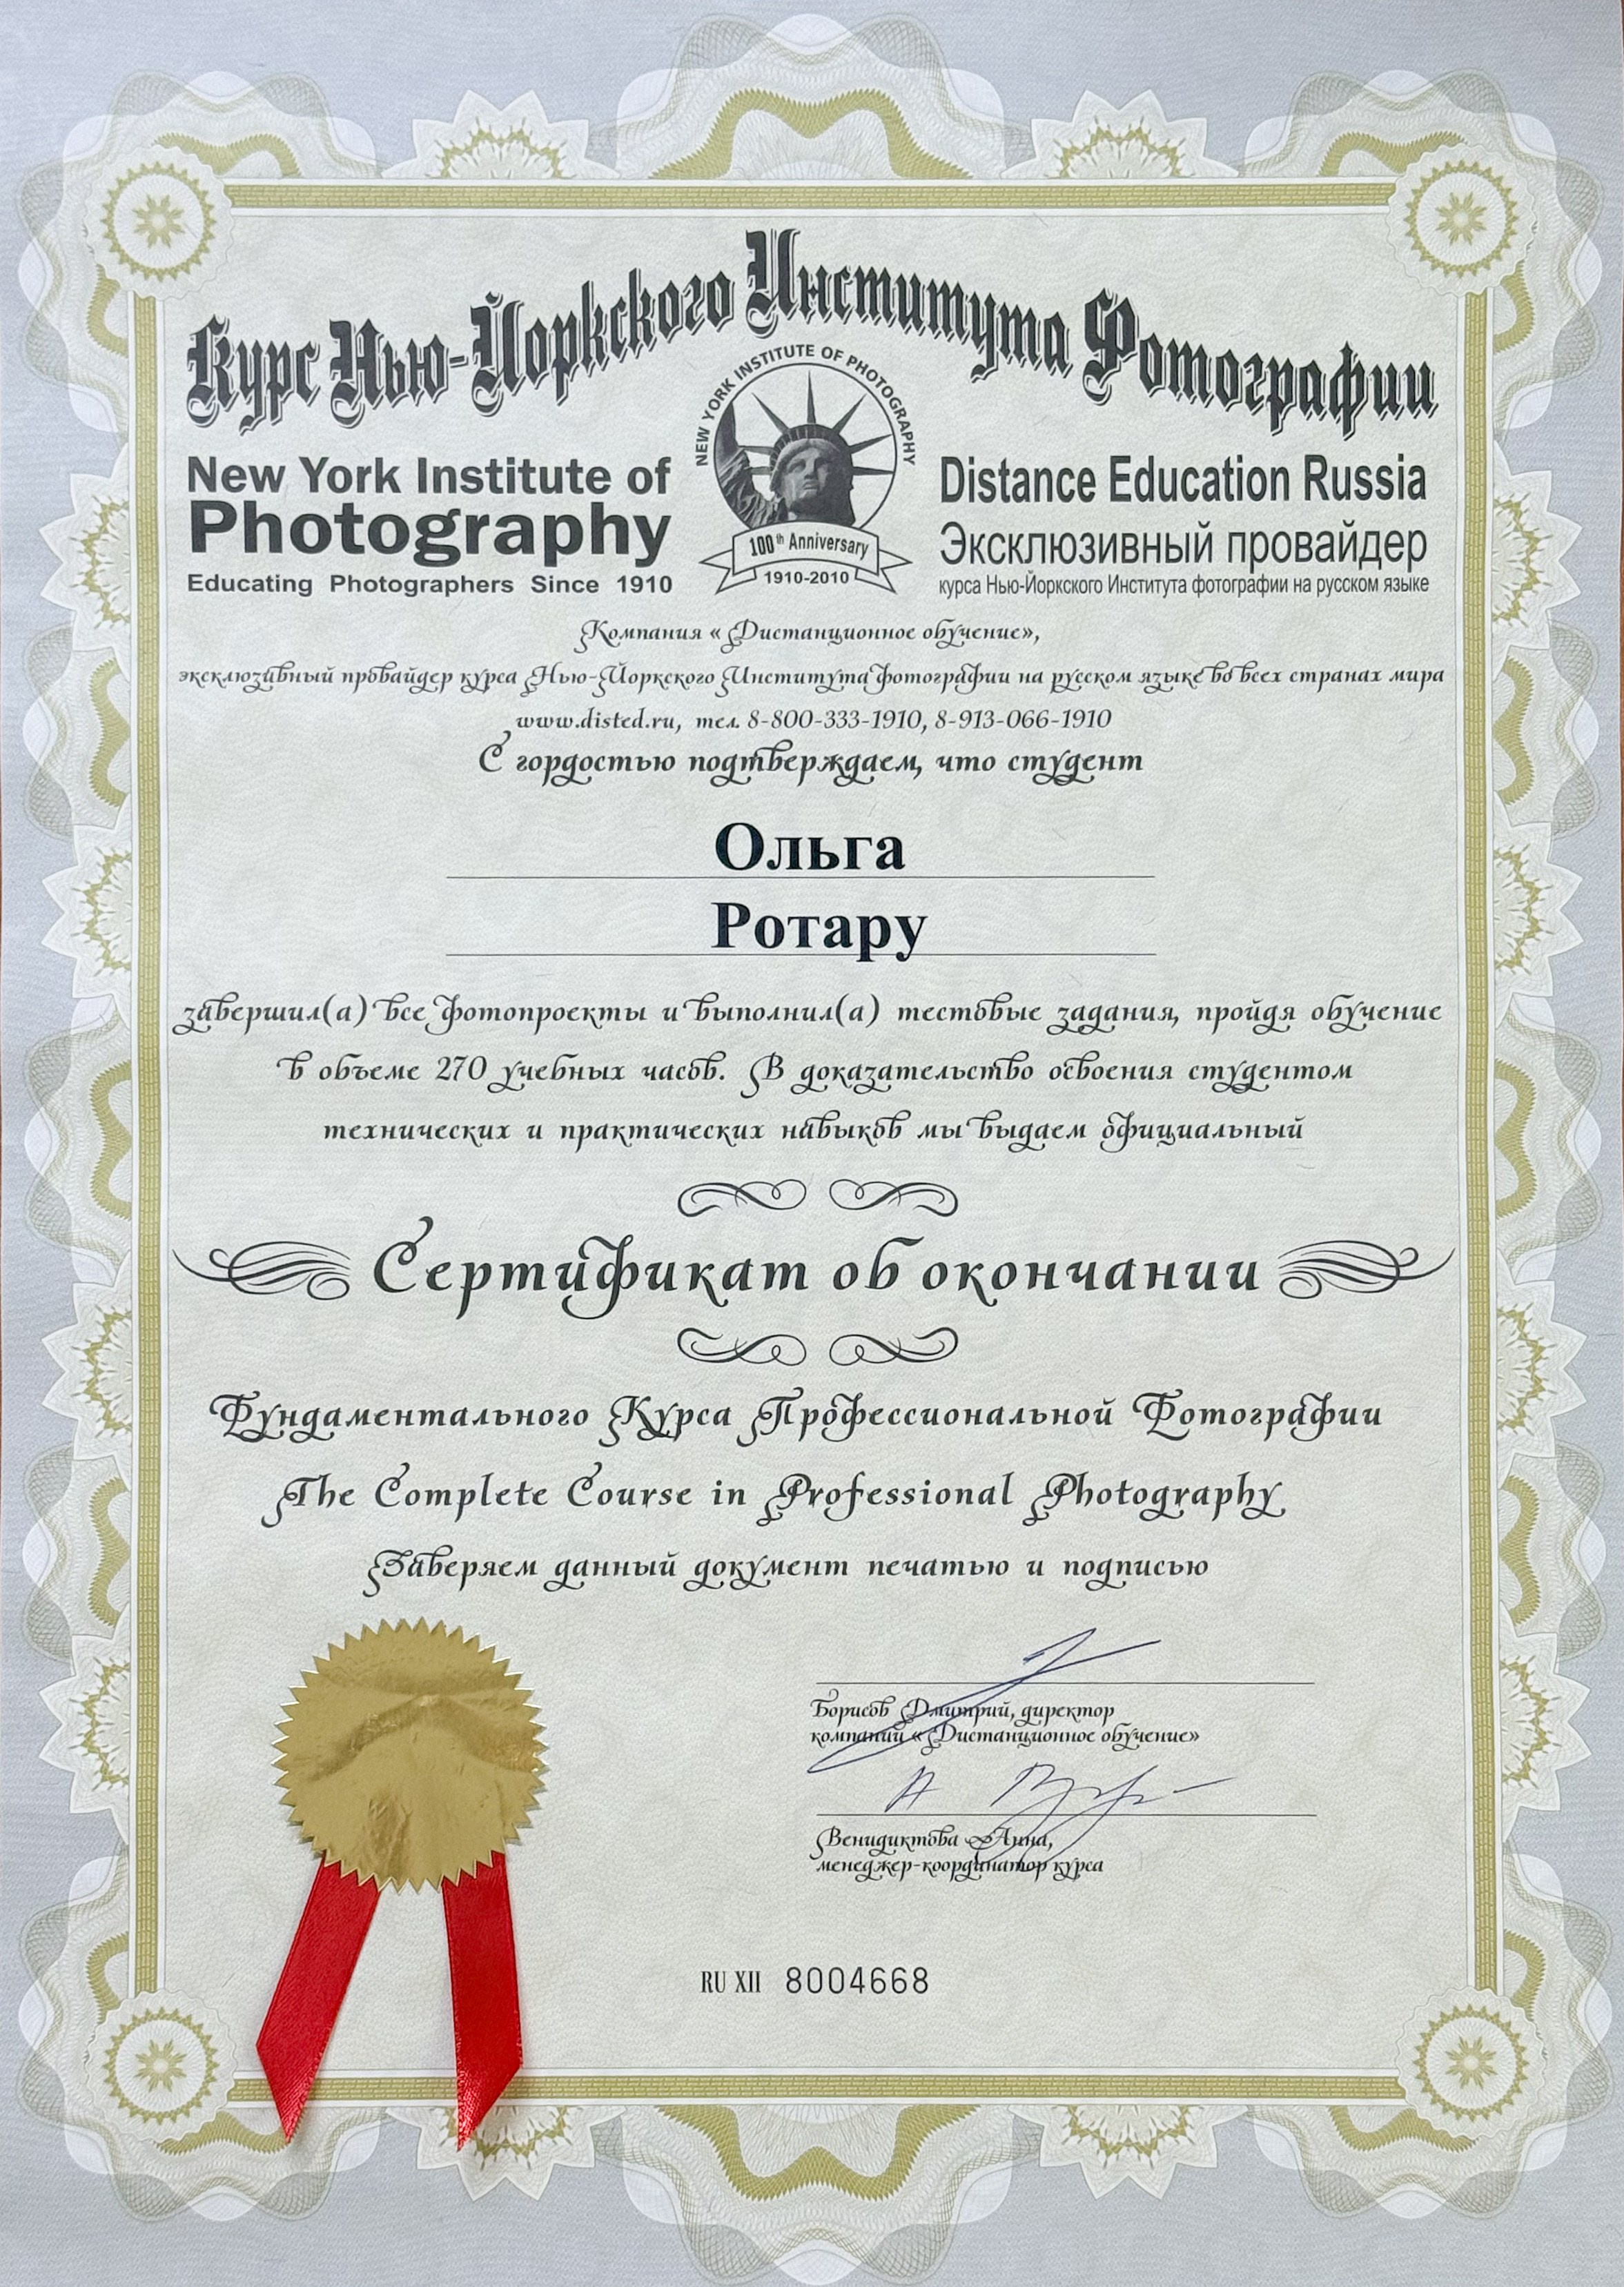 Курс Нью-Йоркского Института Фотографии
NEW YORK INSTITUTE OF PHOTOGRAPHY
New York Institute of
Photography
Educating Photographers Since 1910
100th Anniversary
1910-2010
Distance Education Russia
Эксклюзивный провайдер
курса Нью-Йоркского Института фотографии на русском языке
Компания «Дистанционное обучение»,
эксклюзивный провайдер курса Нью-Йоркского Института фотографии на русском языке во всех странах мира
www.disted.ru, тел. 8-800-333-1910, 8-913-066-1910
С гордостью подтверждаем, что студент
Ольга
Ротару
завершил(а) все фотопроекты и выполнил(а) тестовые задания, пройдя обучение
в объеме 270 учебных часов. В доказательство освоения студентом
технических и практических навыков мы выдаем официальный
Сертификат об окончании
Фундаментального Курса Профессиональной Фотографии
The Complete Course in Professional Photography
Заверяем данный документ печатью и подписью
Борисов Дмитрий, директор
компании «Дистанционное обучение»
Венидиктова Анна,
менеджер-координатор курса
RU XII 8004668